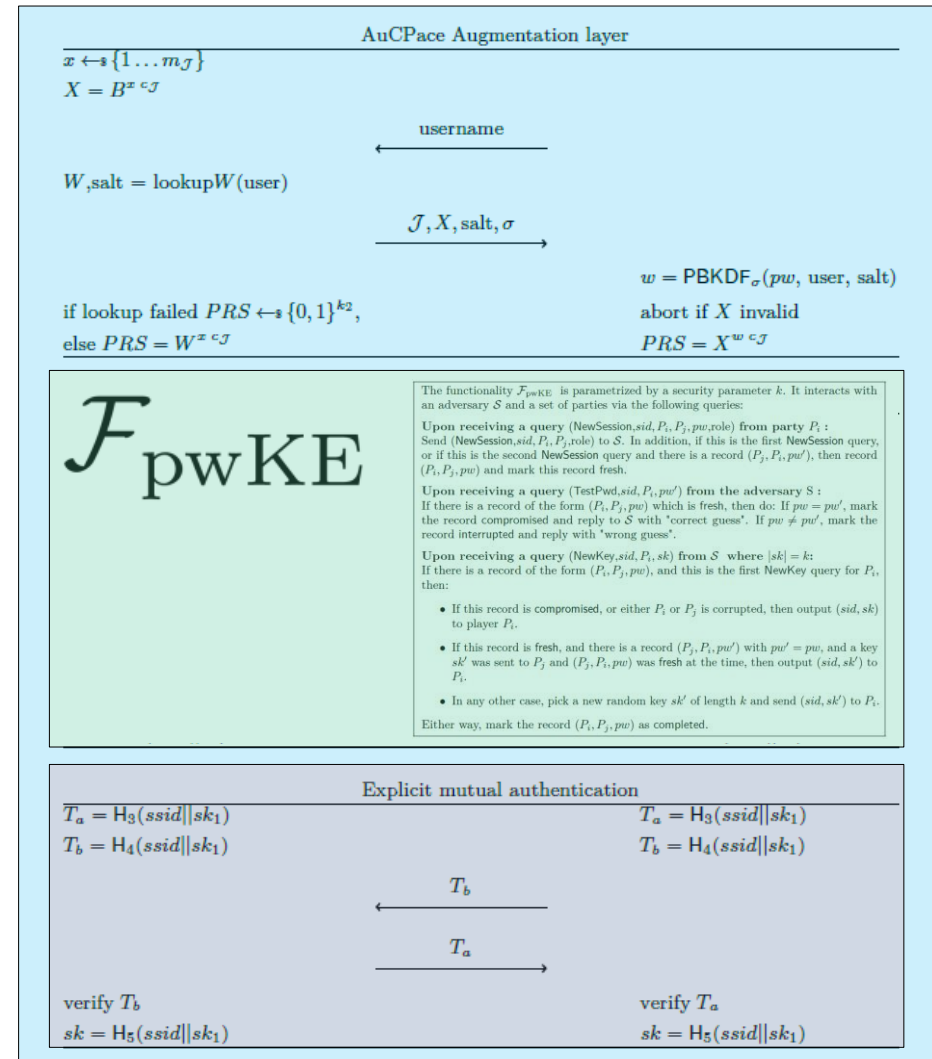 AuCPace Augmentation layer
x ←$ {1 … m_𝒥}
X = B^{x c_𝒥}
username
W,salt = lookupW(user)
𝒥, X, salt, σ
w = PBKDF_σ(pw, user, salt)
if lookup failed PRS ←$ {0, 1}^{k_2},
abort if X invalid
else PRS = W^{x c_𝒥}
PRS = X^{w c_𝒥}
ℱ_pwKE
The functionality ℱ_pwKE is parametrized by a security parameter k. It interacts with
an adversary 𝒮 and a set of parties via the following queries:
Upon receiving a query (NewSession,sid, P_i, P_j, pw,role) from party P_i :
Send (NewSession,sid, P_i, P_j,role) to 𝒮. In addition, if this is the first NewSession query,
or if this is the second NewSession query and there is a record (P_j, P_i, pw′), then record
(P_i, P_j, pw) and mark this record fresh.
Upon receiving a query (TestPwd,sid, P_i, pw′) from the adversary S :
If there is a record of the form (P_i, P_j, pw) which is fresh, then do: If pw = pw′, mark
the record compromised and reply to 𝒮 with "correct guess". If pw ≠ pw′, mark the
record interrupted and reply with "wrong guess".
Upon receiving a query (NewKey,sid, P_i, sk) from 𝒮 where |sk| = k:
If there is a record of the form (P_i, P_j, pw), and this is the first NewKey query for P_i,
then:
• If this record is compromised, or either P_i or P_j is corrupted, then output (sid, sk)
to player P_i.
• If this record is fresh, and there is a record (P_j, P_i, pw′) with pw′ = pw, and a key
sk′ was sent to P_j and (P_j, P_i, pw) was fresh at the time, then output (sid, sk′) to
P_i.
• In any other case, pick a new random key sk′ of length k and send (sid, sk′) to P_i.
Either way, mark the record (P_i, P_j, pw) as completed.
Explicit mutual authentication
T_a = H_3(ssid||sk_1)
T_a = H_3(ssid||sk_1)
T_b = H_4(ssid||sk_1)
T_b = H_4(ssid||sk_1)
T_b
T_a
verify T_b
verify T_a
sk = H_5(ssid||sk_1)
sk = H_5(ssid||sk_1)